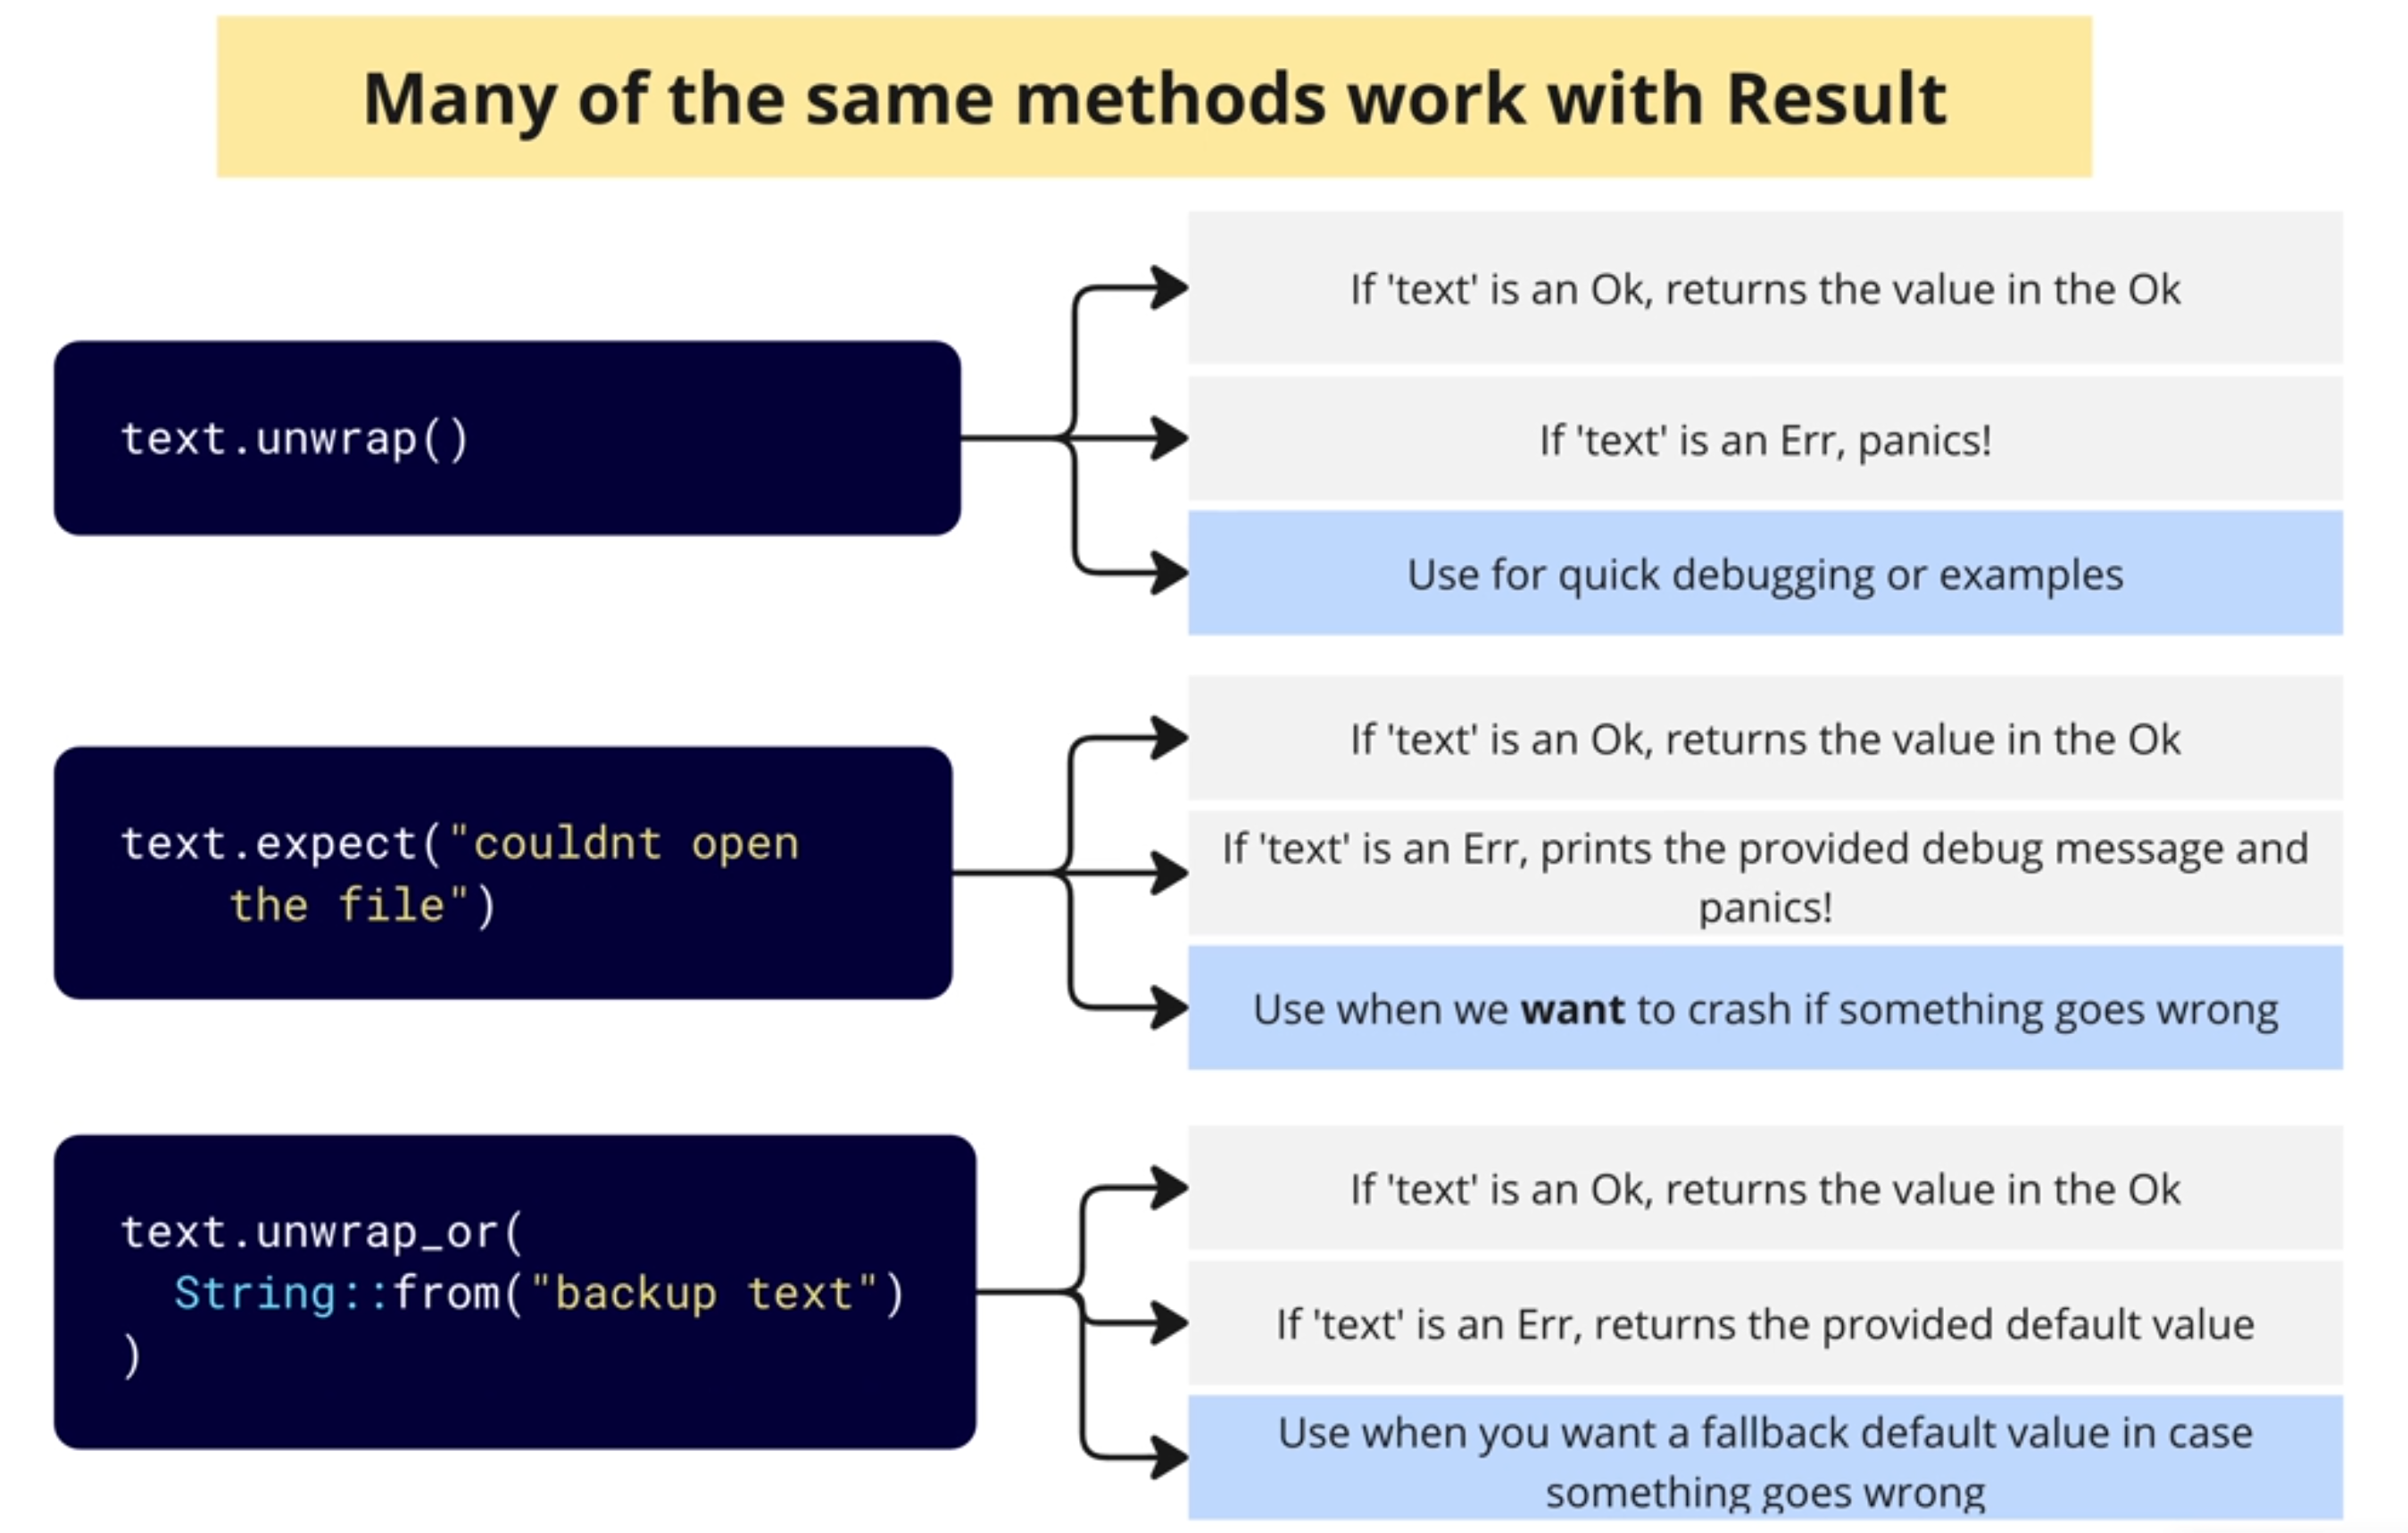 Many of the same methods work with Result
text.unwrap()
If 'text' is an Ok, returns the value in the Ok
If 'text' is an Err, panics!
Use for quick debugging or examples
text.expect("couldnt open
the file")
If 'text' is an Ok, returns the value in the Ok
If 'text' is an Err, prints the provided debug message and
panics!
Use when we want to crash if something goes wrong
text.unwrap_or(
String::from("backup text")
)
If 'text' is an Ok, returns the value in the Ok
If 'text' is an Err, returns the provided default value
Use when you want a fallback default value in case
something goes wrong